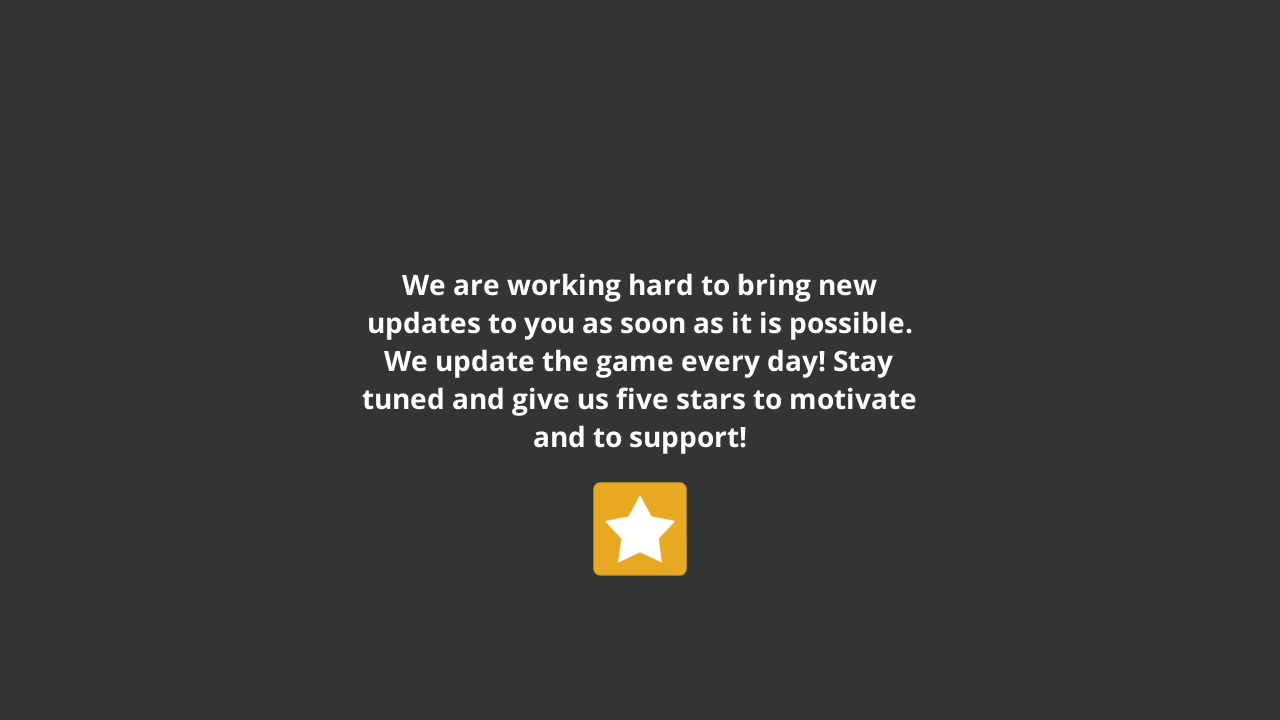 We are working hard to bring new
updates to you as soon as it is possible.
We update the game every day! Stay
tuned and give us five stars to motivate
and to support!